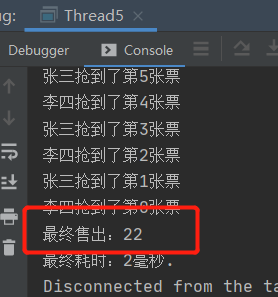 ug:
Thread5
Debugger
Console
张三抢到了第5张票
李四抢到了第4张票
张三抢到了第3张票
李四抢到了第2张票
张三抢到了第1张票
李四抢到了第0张票
最终售出：22
最终耗时：2毫秒.
Disconnected from the ta